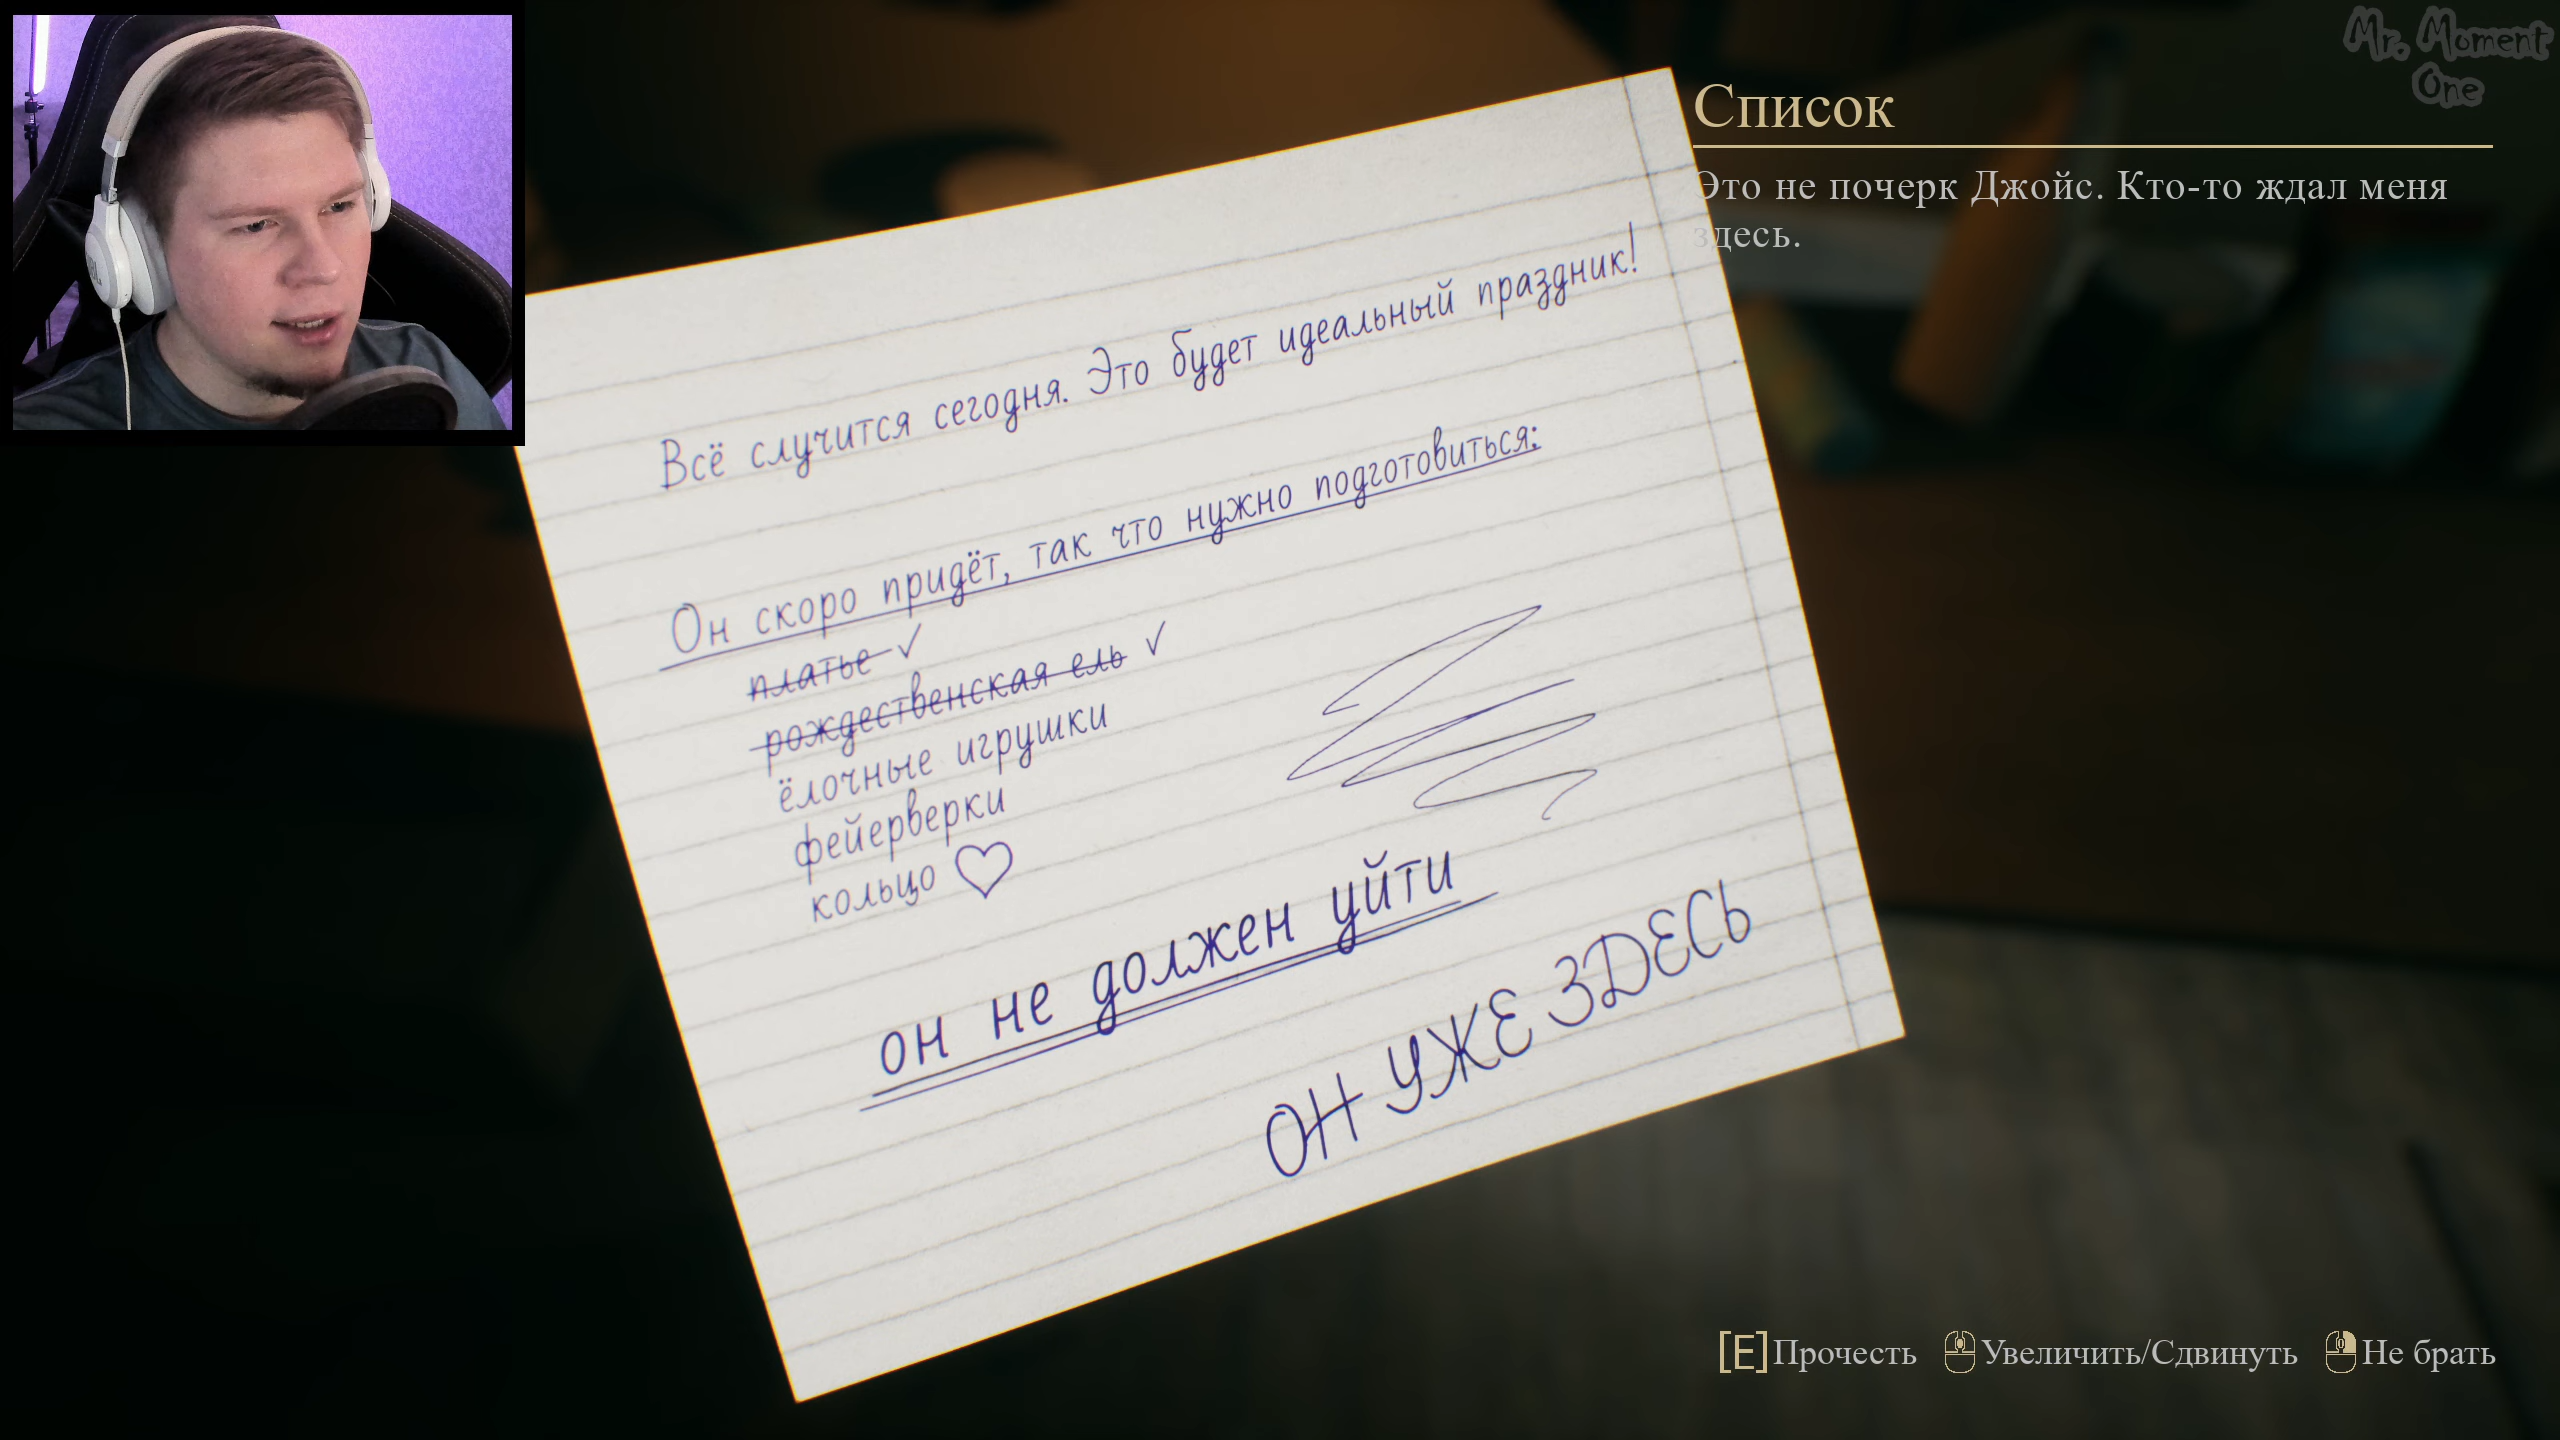 Mr. Moment
One
Список
Это не почерк Джойс. Кто-то ждал меня
здесь.
Всё случится сегодня. Это будет идеальный праздник!
Он скоро придёт, так что нужно подготовиться:
платье ✓
рождественская ель ✓
ёлочные игрушки
фейерверки
кольцо ♡
он не должен уйти
ОН УЖЕ ЗДЕСЬ
[E] Прочесть Увеличить/Сдвинуть Не брать